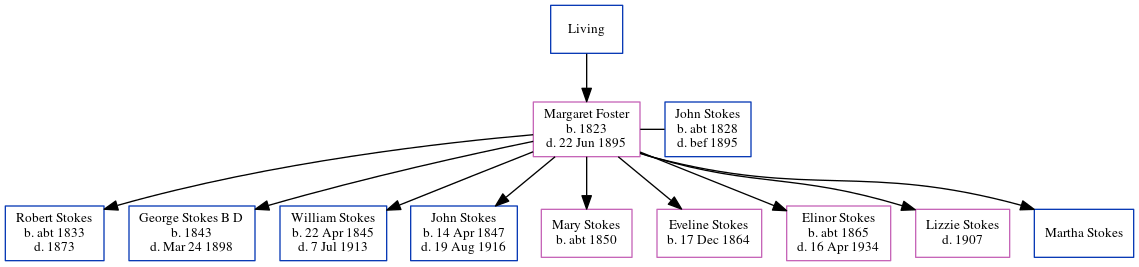 Living
Margaret Foster
b. 1823
d. 22 Jun 1895
John Stokes
b. abt 1828
d. bef 1895
Robert Stokes
b. abt 1833
d. 1873
George Stokes B D
b. 1843
d. Mar 24 1898
William Stokes
b. 22 Apr 1845
d. 7 Jul 1913
John Stokes
b. 14 Apr 1847
d. 19 Aug 1916
Mary Stokes
b. abt 1850
Eveline Stokes
b. 17 Dec 1864
Elinor Stokes
b. abt 1865
d. 16 Apr 1934
Lizzie Stokes
d. 1907
Martha Stokes